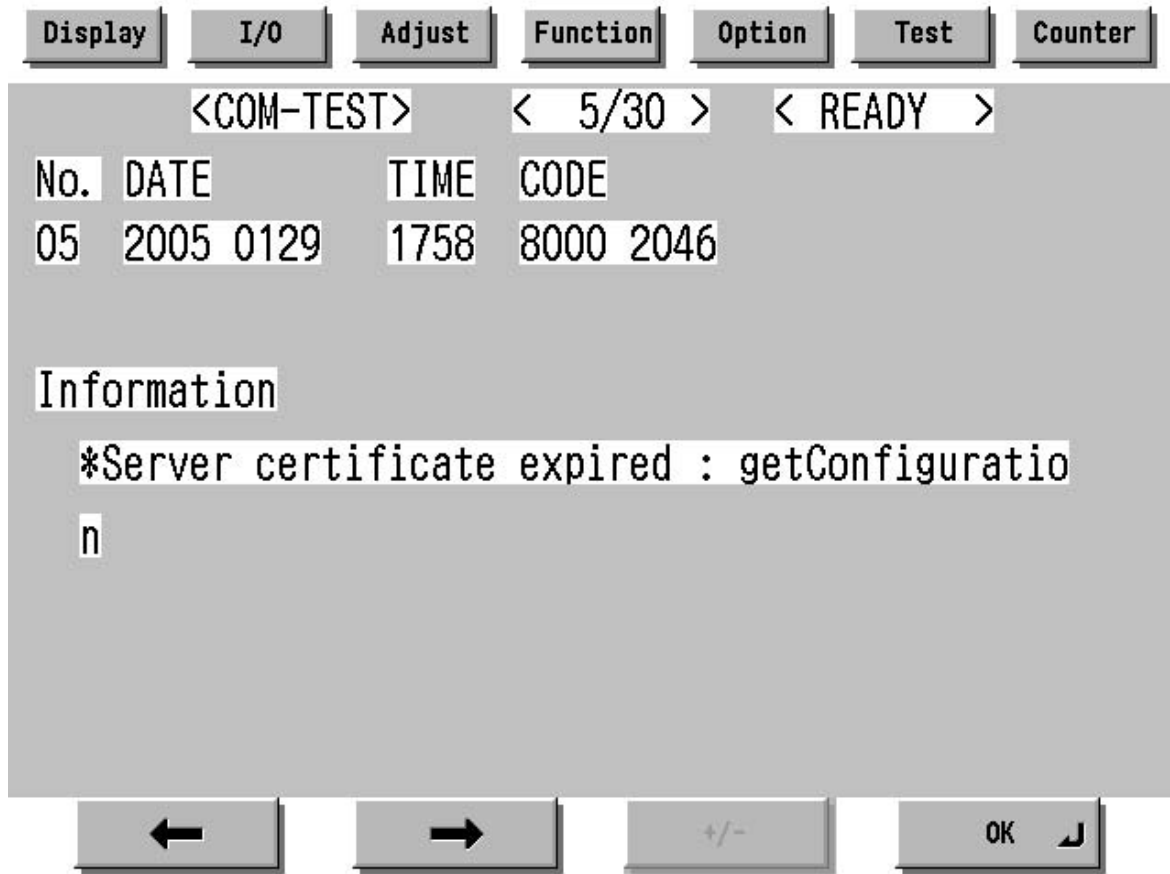 Display I/O Adjust Function Option Test Counter
<COM-TEST> < 5/30 > < READY >
No. DATE TIME CODE
05 2005 0129 1758 8000 2046
Information
*Server certificate expired : getConfiguratio
n
+/- OK